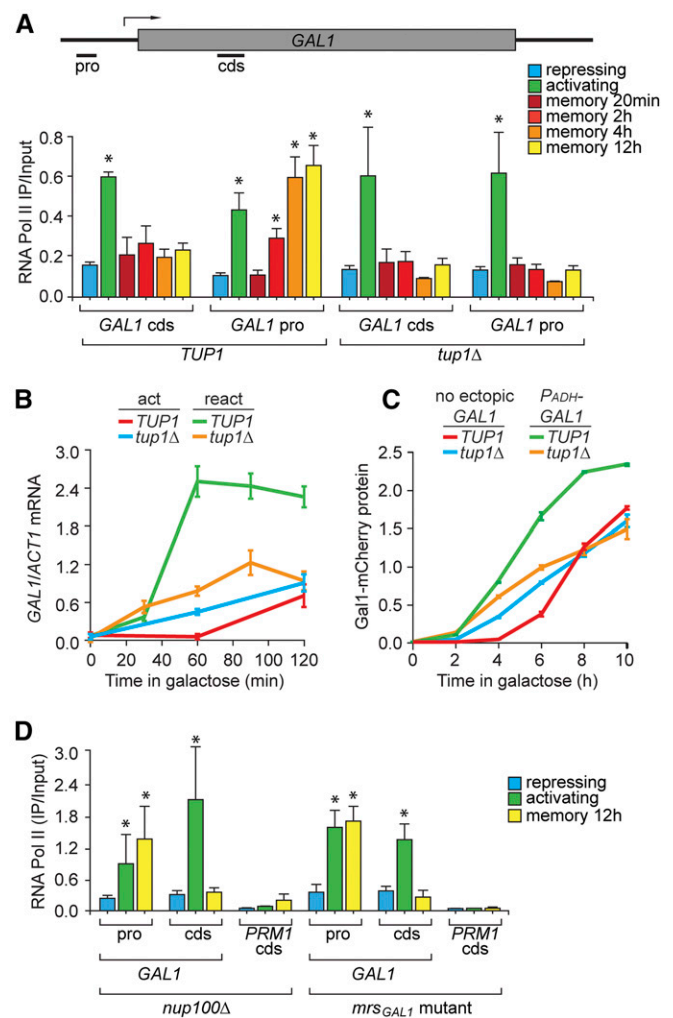 A
GAL1
pro
cds
repressing
activating
memory 20min
memory 2h
memory 4h
memory 12h
RNA Pol II IP/Input
0.8
0.6
0.4
0.2
0.0
* * * * * * *
GAL1 cds
GAL1 pro
GAL1 cds
GAL1 pro
TUP1
tup1Δ
B
act
react
TUP1
TUP1
tup1Δ
tup1Δ
GAL1/ACT1 mRNA
3.0
2.4
1.8
1.2
0.6
0.0
0 20 40 60 80 100 120
Time in galactose (min)
C
no ectopic GAL1
PADH-GAL1
TUP1
TUP1
tup1Δ
tup1Δ
Gal1-mCherry protein
2.5
2.0
1.5
1.0
0.5
0.0
0 2 4 6 8 10
Time in galactose (h)
D
RNA Pol II (IP/Input)
3.0
2.4
1.8
1.2
0.6
0.0
* * * * * *
repressing
activating
memory 12h
pro
cds
PRM1 cds
pro
cds
PRM1 cds
GAL1
GAL1
nup100Δ
mrsGAL1 mutant